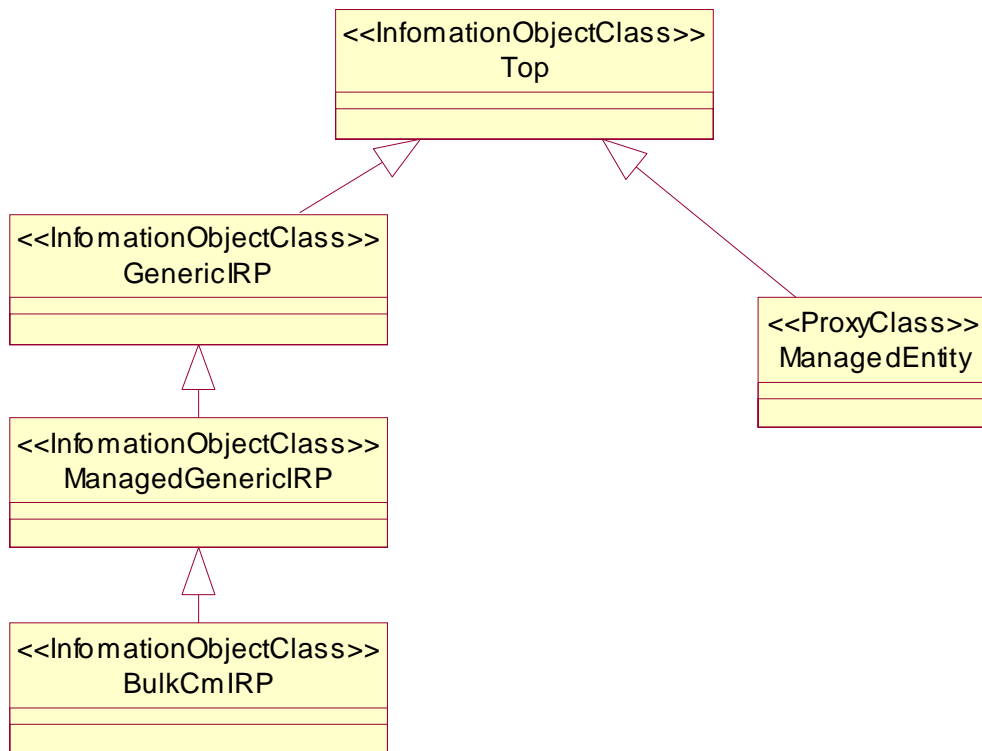 <<InfomationObjectClass>>
Top
<<InfomationObjectClass>>
GenericIRP
<<ProxyClass>>
ManagedEntity
<<InfomationObjectClass>>
ManagedGenericIRP
<<InfomationObjectClass>>
BulkCmIRP